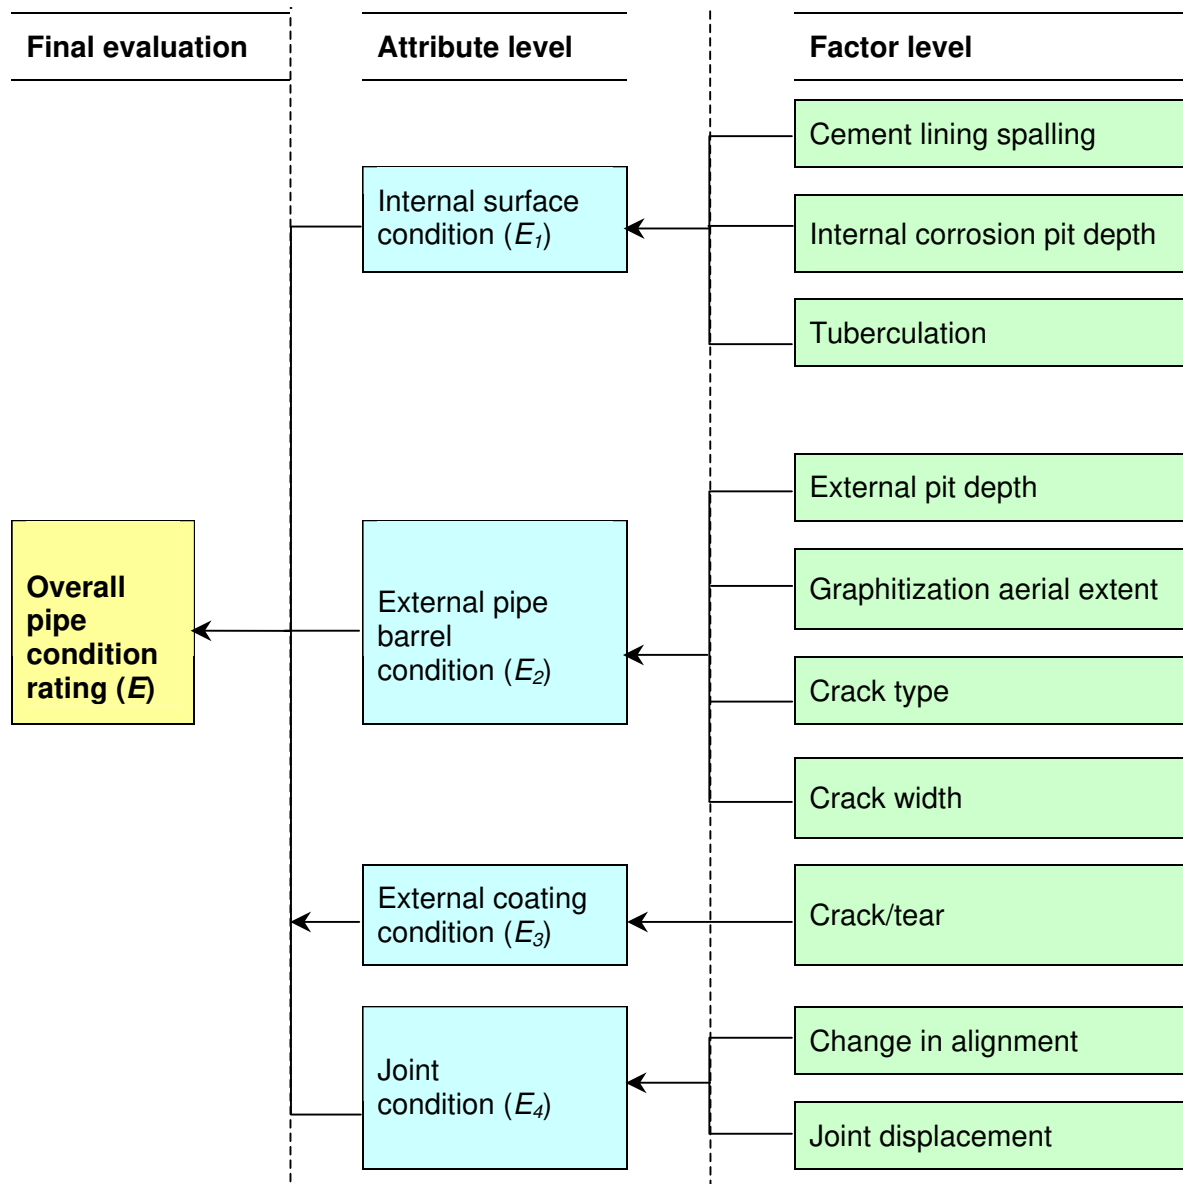 Final evaluation
Attribute level
Factor level
Cement lining spalling
Internal surface
condition (E1)
Internal corrosion pit depth
Tuberculation
External pit depth
Overall
pipe
condition
rating (E)
External pipe
barrel
condition (E2)
Graphitization aerial extent
Crack type
Crack width
External coating
condition (E3)
Crack/tear
Joint
condition (E4)
Change in alignment
Joint displacement